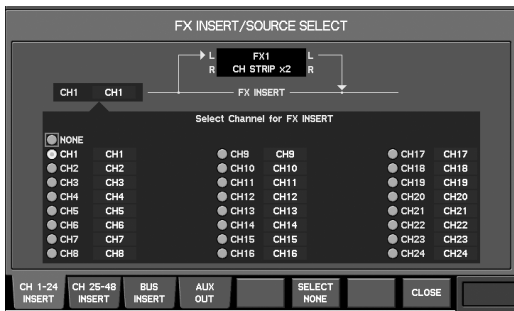 FX INSERT/SOURCE SELECT
L FX1 L
R CH STRIP x2 R
CH1 CH1
FX INSERT
Select Channel for FX INSERT
NONE
CH1 CH1 CH9 CH9 CH17 CH17
CH2 CH2 CH10 CH10 CH18 CH18
CH3 CH3 CH11 CH11 CH19 CH19
CH4 CH4 CH12 CH12 CH20 CH20
CH5 CH5 CH13 CH13 CH21 CH21
CH6 CH6 CH14 CH14 CH22 CH22
CH7 CH7 CH15 CH15 CH23 CH23
CH8 CH8 CH16 CH16 CH24 CH24
CH 1-24 INSERT
CH 25-48 INSERT
BUS INSERT
AUX OUT
SELECT NONE
CLOSE